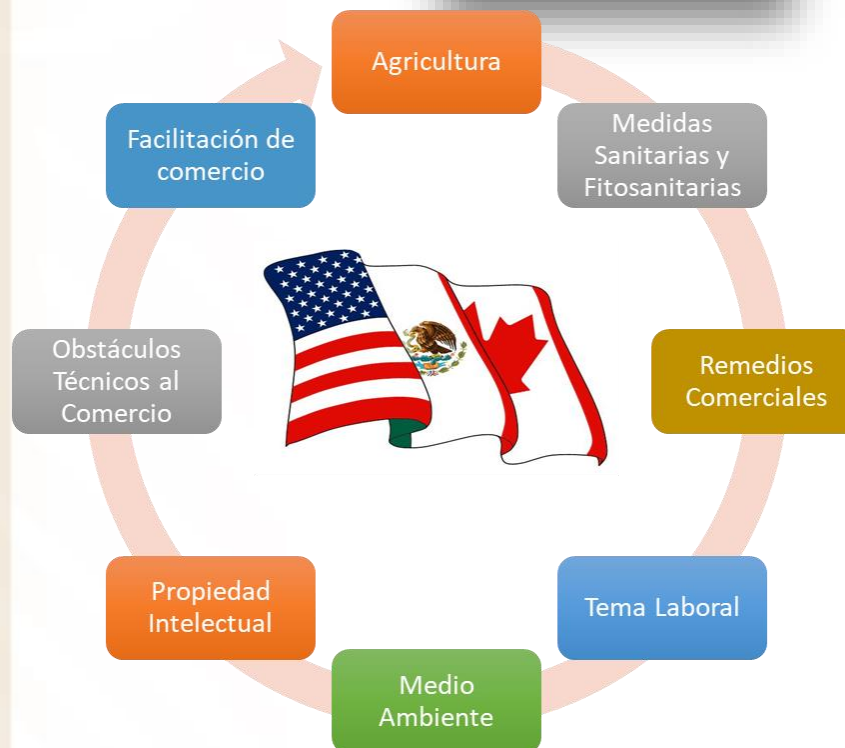 Agricultura
Medidas
Sanitarias y
Fitosanitarias
Remedios
Comerciales
Tema Laboral
Medio
Ambiente
Propiedad
Intelectual
Obstáculos
Técnicos al
Comercio
Facilitación de
comercio